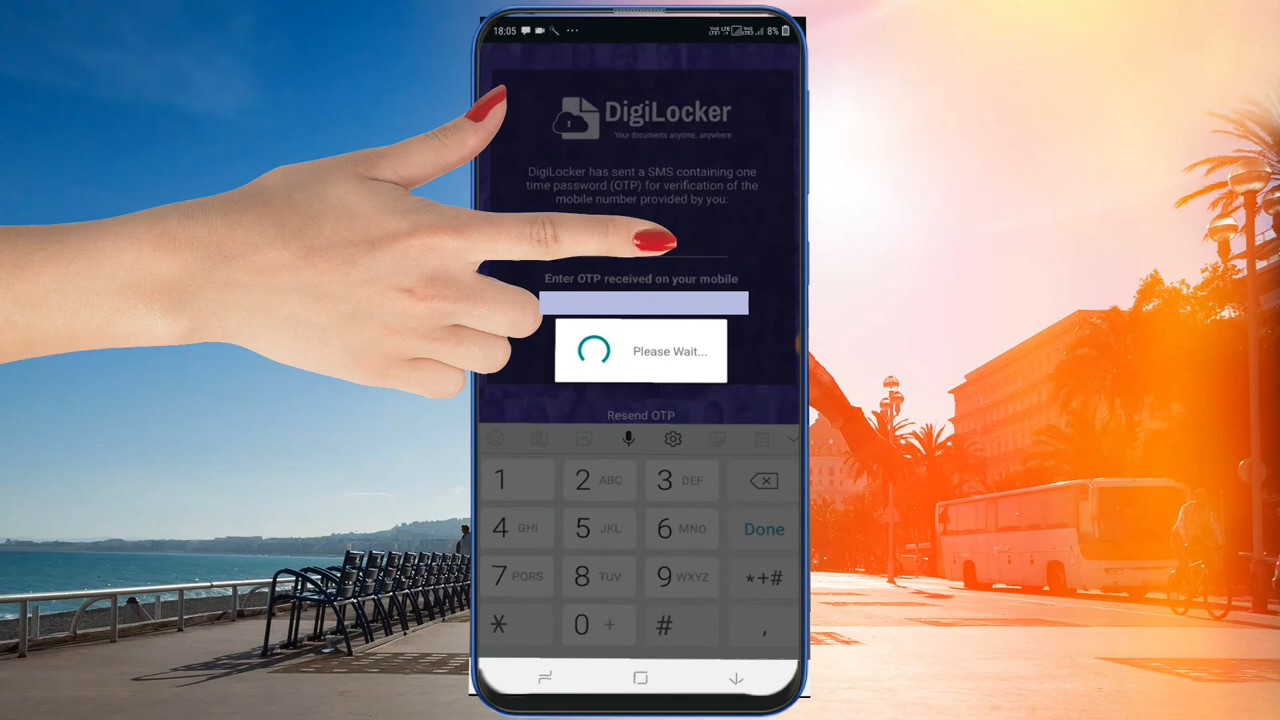 18:05
8%
DigiLocker
Your documents anytime, anywhere
DigiLocker has sent a SMS containing one
time password (OTP) for verification of the
mobile number provided by you:
Enter OTP received on your mobile
Please Wait...
Resend OTP
1 2 ABC 3 DEF
4 GHI 5 JKL 6 MNO Done
7 PQRS 8 TUV 9 WXYZ *+#
* 0 + # ,